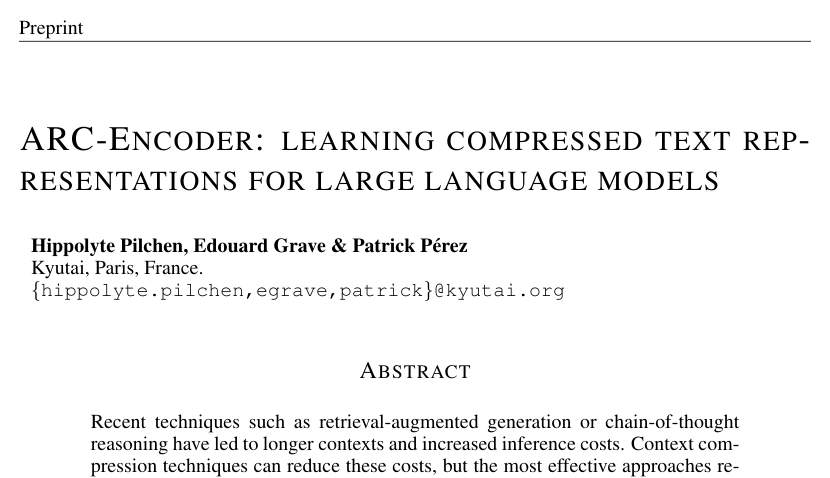 Preprint
ARC-ENCODER: LEARNING COMPRESSED TEXT REP-
RESENTATIONS FOR LARGE LANGUAGE MODELS
Hippolyte Pilchen, Edouard Grave & Patrick Pérez
Kyutai, Paris, France.
{hippolyte.pilchen,egrave,patrick}@kyutai.org
ABSTRACT
Recent techniques such as retrieval-augmented generation or chain-of-thought
reasoning have led to longer contexts and increased inference costs. Context com-
pression techniques can reduce these costs, but the most effective approaches re-